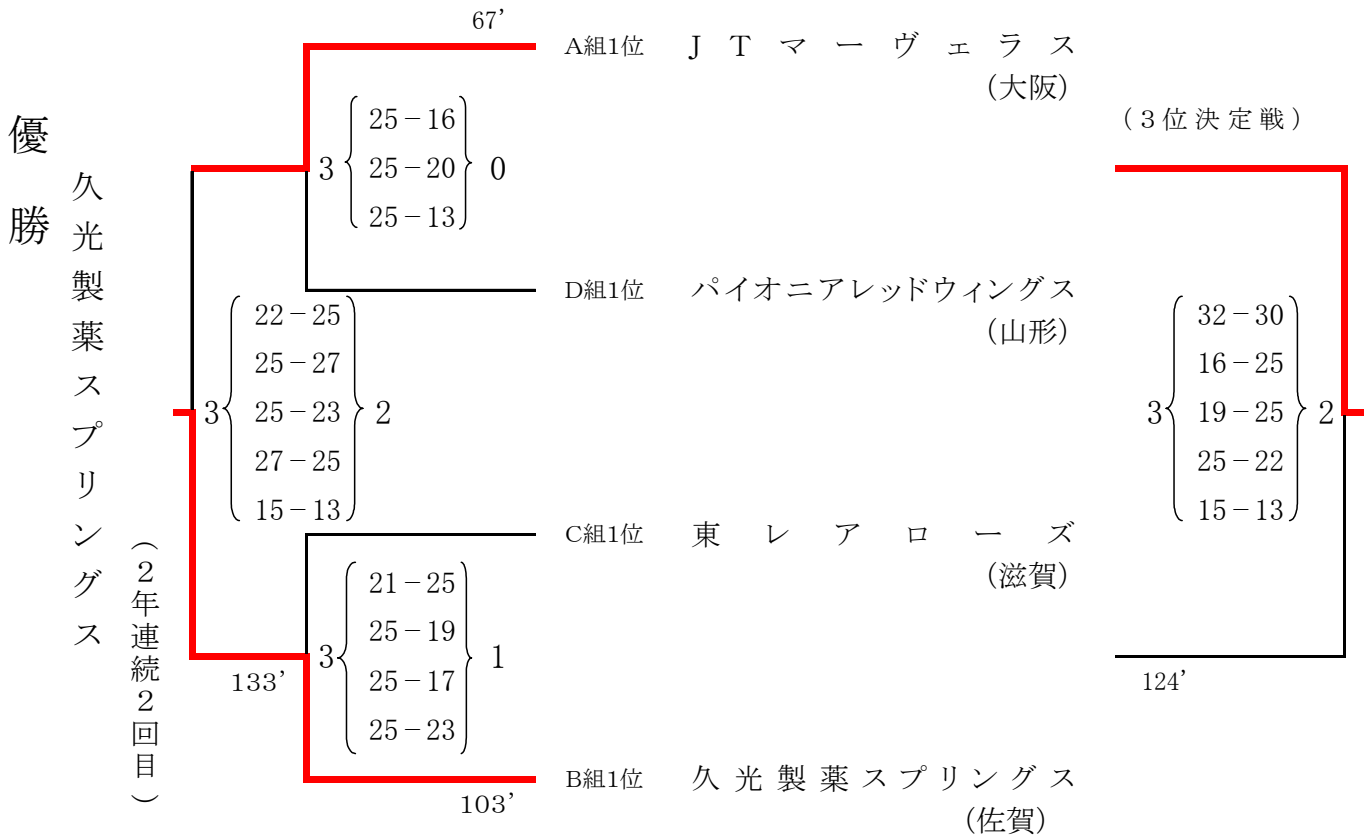 優勝
久光製薬スプリングス
（２年連続２回目）
67’
A組1位 ＪＴマーヴェラス
（大阪）
3
25－16
25－20
25－13
0
D組1位 パイオニアレッドウィングス
（山形）
3
22－25
25－27
25－23
27－25
15－13
2
133’
C組1位 東レアローズ
（滋賀）
3
21－25
25－19
25－17
25－23
1
B組1位 久光製薬スプリングス
（佐賀）
103’
（３位決定戦）
3
32－30
16－25
19－25
25－22
15－13
2
124’